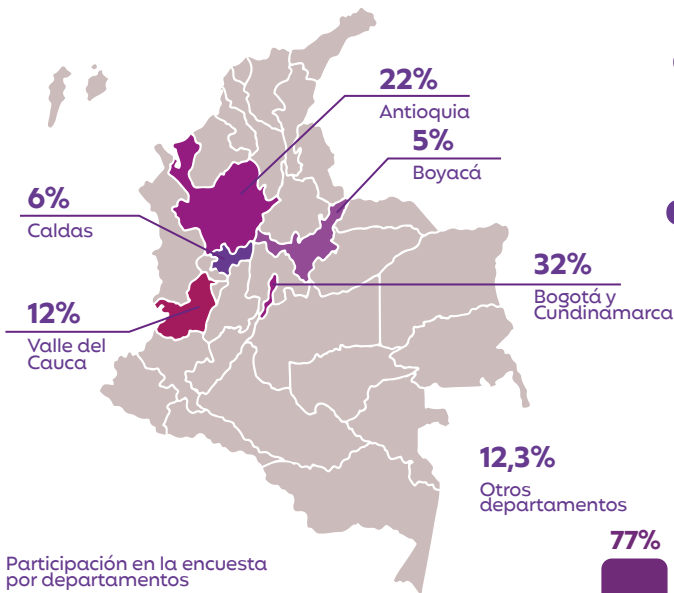 22%
Antioquia
5%
Boyacá
6%
Caldas
32%
Bogotá y
Cundinamarca
12%
Valle del
Cauca
12,3%
Otros
departamentos
77%
Participación en la encuesta
por departamentos